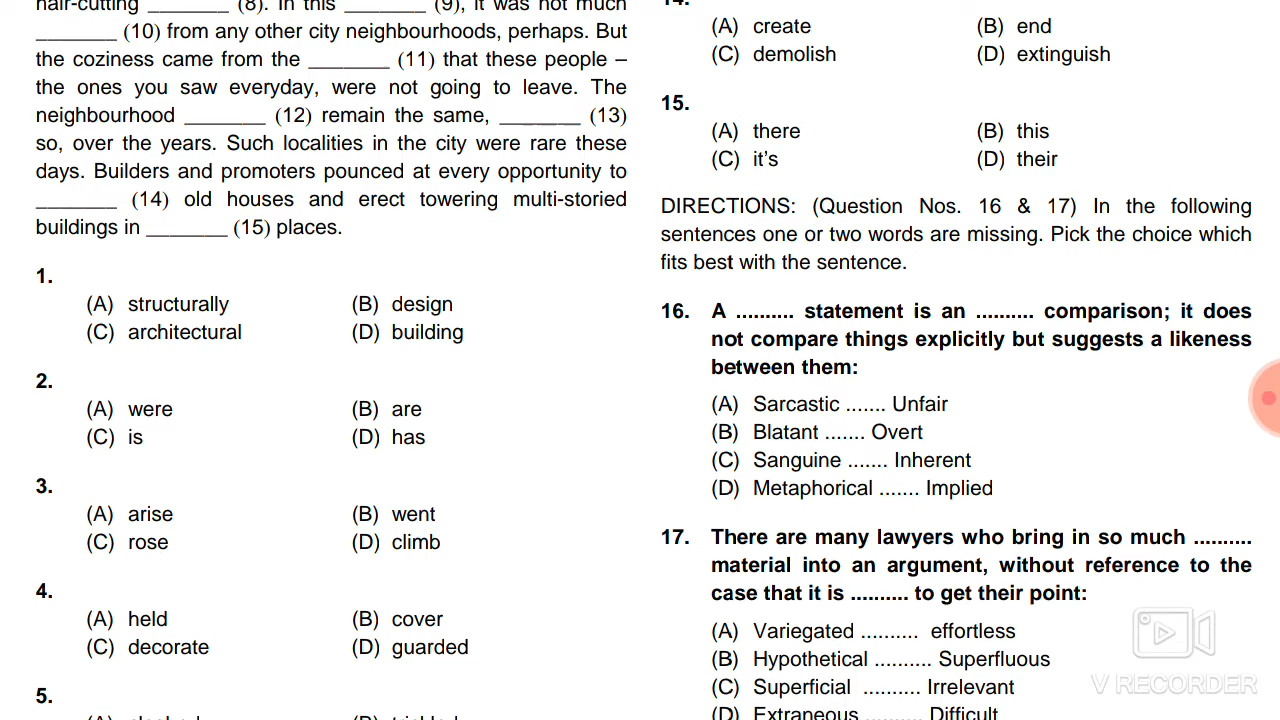 hair-cutting _______ (8). In this _______ (9), it was not much
_______ (10) from any other city neighbourhoods, perhaps. But
the coziness came from the _______ (11) that these people –
the ones you saw everyday, were not going to leave. The
neighbourhood _______ (12) remain the same, _______ (13)
so, over the years. Such localities in the city were rare these
days. Builders and promoters pounced at every opportunity to
_______ (14) old houses and erect towering multi-storied
buildings in _______ (15) places.
1.
(A) structurally (B) design
(C) architectural (D) building
2.
(A) were (B) are
(C) is (D) has
3.
(A) arise (B) went
(C) rose (D) climb
4.
(A) held (B) cover
(C) decorate (D) guarded
5.
14.
(A) create (B) end
(C) demolish (D) extinguish
15.
(A) there (B) this
(C) it's (D) their
DIRECTIONS: (Question Nos. 16 & 17) In the following
sentences one or two words are missing. Pick the choice which
fits best with the sentence.
16. A .......... statement is an .......... comparison; it does
not compare things explicitly but suggests a likeness
between them:
(A) Sarcastic ....... Unfair
(B) Blatant ....... Overt
(C) Sanguine ....... Inherent
(D) Metaphorical ....... Implied
17. There are many lawyers who bring in so much ..........
material into an argument, without reference to the
case that it is .......... to get their point:
(A) Variegated .......... effortless
(B) Hypothetical .......... Superfluous
(C) Superficial .......... Irrelevant
(D) Extraneous .......... Difficult
V RECORDER